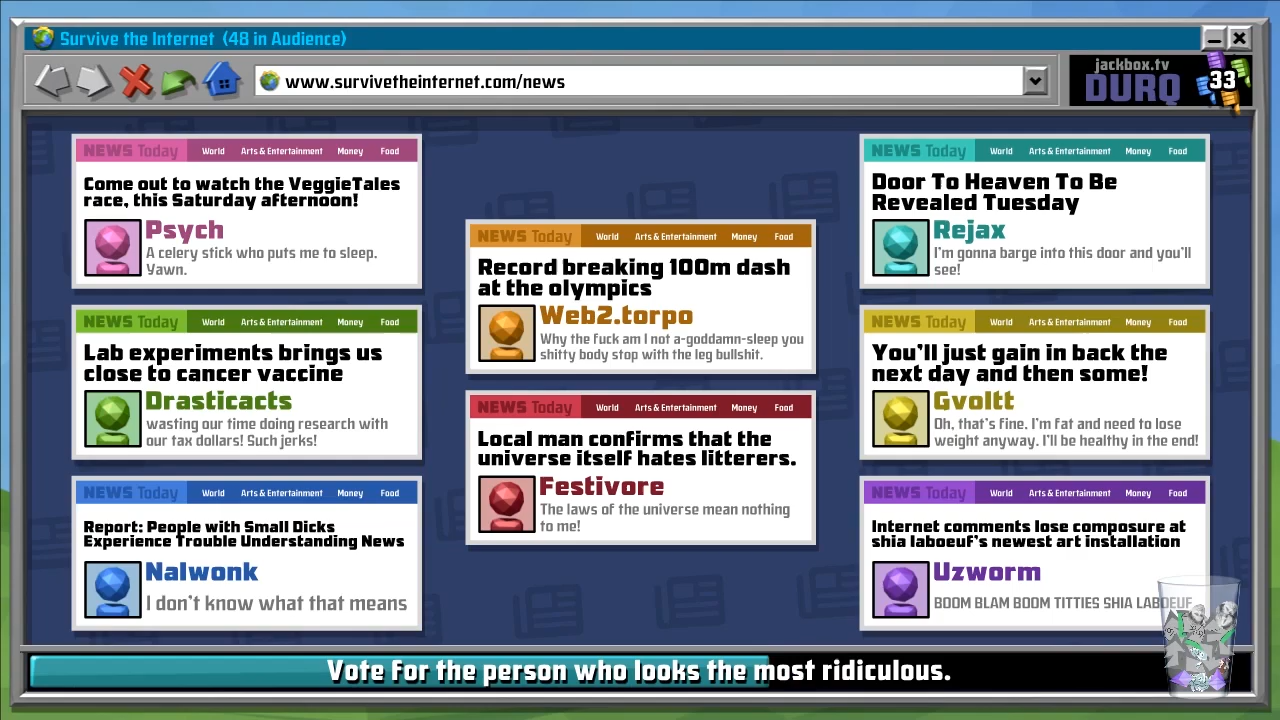 Survive the Internet (48 in Audience)
www.survivetheinternet.com/news
jackbox.tv
DURQ
33
NEWS Today World Arts & Entertainment Money Food
Come out to watch the VeggieTales
race, this Saturday afternoon!
Psych
A celery stick who puts me to sleep.
Yawn.
NEWS Today World Arts & Entertainment Money Food
Lab experiments brings us
close to cancer vaccine
Drasticacts
wasting our time doing research with
our tax dollars! Such jerks!
NEWS Today World Arts & Entertainment Money Food
Report: People with Small Dicks
Experience Trouble Understanding News
Nalwonk
I don't know what that means
NEWS Today World Arts & Entertainment Money Food
Record breaking 100m dash
at the olympics
Web2.torpo
Why the fuck am I not a-goddamn-sleep you
shitty body stop with the leg bullshit.
NEWS Today World Arts & Entertainment Money Food
Local man confirms that the
universe itself hates litterers.
Festivore
The laws of the universe mean nothing
to me!
NEWS Today World Arts & Entertainment Money Food
Door To Heaven To Be
Revealed Tuesday
Rejax
I'm gonna barge into this door and you'll
see!
NEWS Today World Arts & Entertainment Money Food
You'll just gain in back the
next day and then some!
Gvoltt
Oh, that's fine. I'm fat and need to lose
weight anyway. I'll be healthy in the end!
NEWS Today World Arts & Entertainment Money Food
Internet comments lose composure at
shia laboeuf's newest art installation
Uzworm
BOOM BLAM BOOM TITTIES SHIA LABOEUF
Vote for the person who looks the most ridiculous.